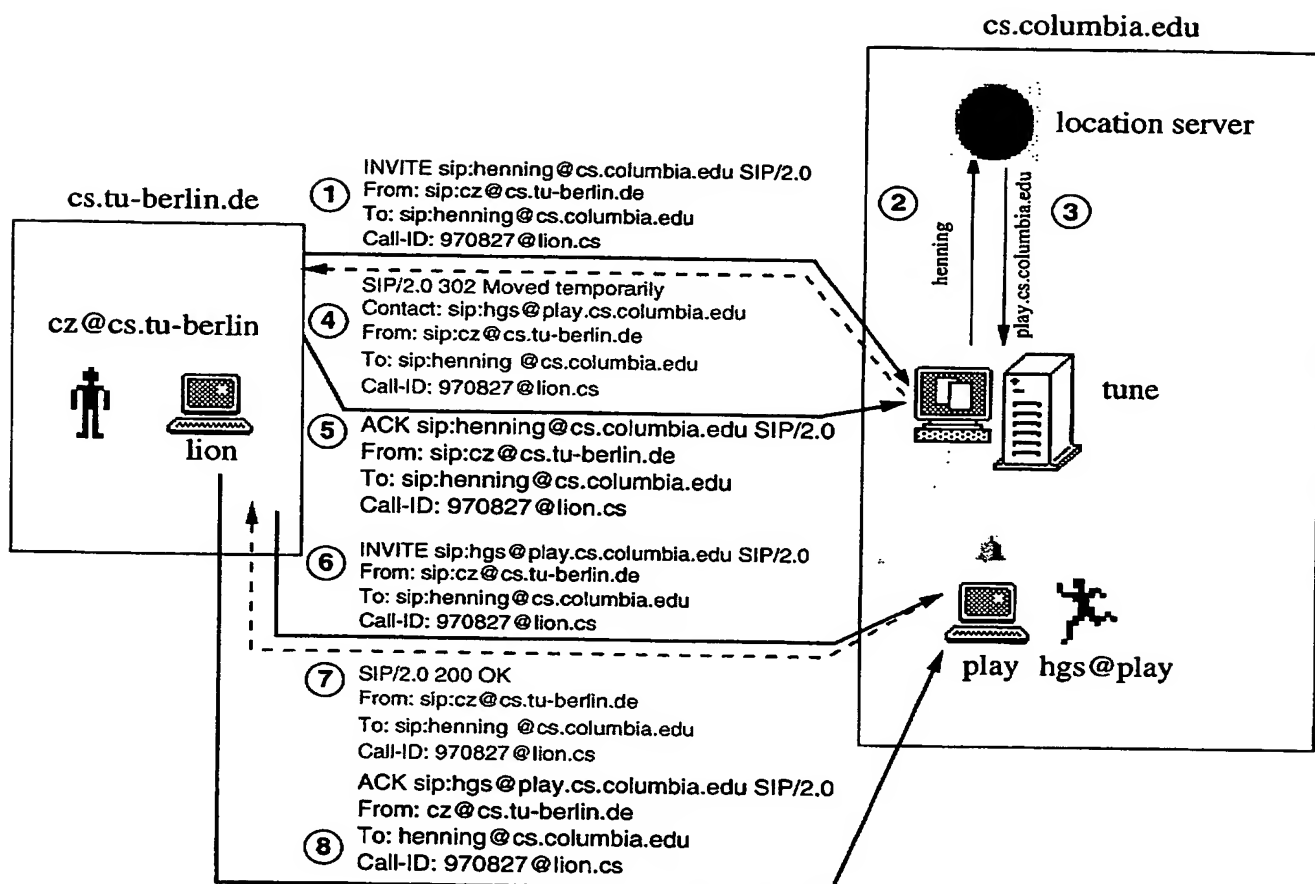 cs.columbia.edu
location server
cs.tu-berlin.de
1
INVITE sip:henning@cs.columbia.edu SIP/2.0
From: sip:cz@cs.tu-berlin.de
To: sip:henning@cs.columbia.edu
Call-ID: 970827@lion.cs
2
henning
3
play.cs.columbia.edu
cz@cs.tu-berlin
lion
4
SIP/2.0 302 Moved temporarily
Contact: sip:hgs@play.cs.columbia.edu
From: sip:cz@cs.tu-berlin.de
To: sip:henning @cs.columbia.edu
Call-ID: 970827@lion.cs
tune
5
ACK sip:henning@cs.columbia.edu SIP/2.0
From: sip:cz@cs.tu-berlin.de
To: sip:henning@cs.columbia.edu
Call-ID: 970827@lion.cs
6
INVITE sip:hgs@play.cs.columbia.edu SIP/2.0
From: sip:cz@cs.tu-berlin.de
To: sip:henning@cs.columbia.edu
Call-ID: 970827@lion.cs
play hgs@play
7
SIP/2.0 200 OK
From: sip:cz@cs.tu-berlin.de
To: sip:henning @cs.columbia.edu
Call-ID: 970827@lion.cs
8
ACK sip:hgs@play.cs.columbia.edu SIP/2.0
From: cz@cs.tu-berlin.de
To: henning@cs.columbia.edu
Call-ID: 970827@lion.cs